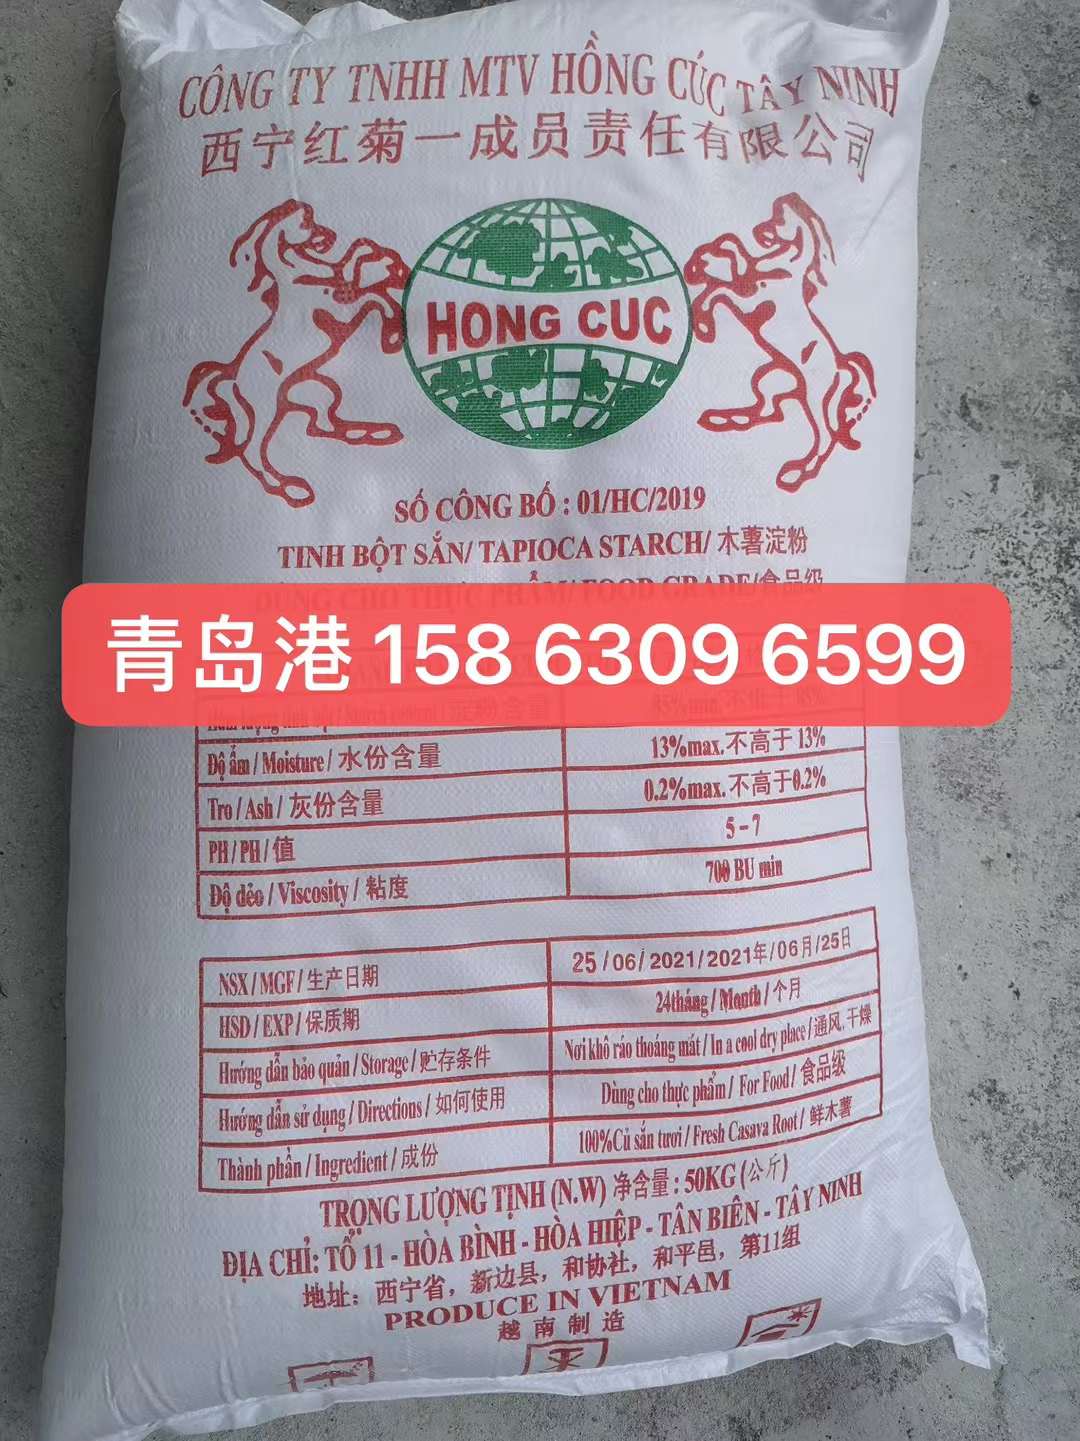 CÔNG TY TNHH MTV HỒNG CÚC TÂY NINH
西宁红菊一成员责任有限公司
HONG CUC
SỐ CÔNG BỐ : 01/HC/2019
TINH BỘT SẮN/ TAPIOCA STARCH/ 木薯淀粉
DÙNG CHO THỰC PHẨM/ FOOD GRADE/食品级
青岛港 158 6309 6599
Độ ẩm / Moisture / 水份含量 13%max.不高于 13%
Tro / Ash / 灰份含量 0.2%max.不高于0.2%
PH / PH / 值 5 - 7
Độ dẻo / Viscosity / 粘度 700 BU min
NSX / MGF / 生产日期 25 / 06 / 2021 / 2021年 / 06月 / 25日
HSD / EXP / 保质期 24tháng / Month / 个月
Hướng dẫn bảo quản / Storage / 贮存条件 Nơi khô ráo thoáng mát / In a cool dry place / 通风,干燥
Hướng dẫn sử dụng / Directions / 如何使用 Dùng cho thực phẩm / For Food / 食品级
Thành phần / Ingredient / 成份 100%Củ sắn tươi / Fresh Casava Root / 鲜木薯
TRỌNG LƯỢNG TỊNH (N.W) 净含量 : 50KG (公斤)
ĐỊA CHỈ: TỔ 11 - HÒA BÌNH - HÒA HIỆP - TÂN BIÊN - TÂY NINH
地址：西宁省，新边县，和协社，和平邑，第11组
PRODUCE IN VIETNAM
越南制造